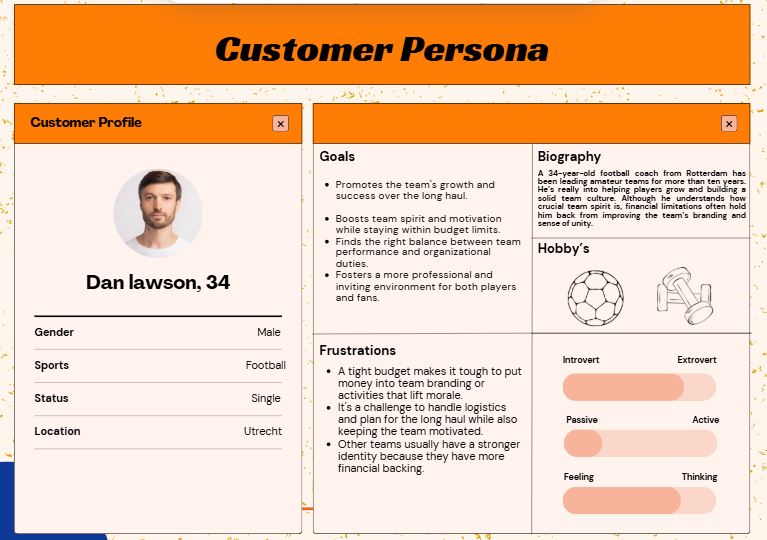 Customer Persona
Customer Profile
×
×
Dan lawson, 34
Gender Male
Sports Football
Status Single
Location Utrecht
Goals
• Promotes the team's growth and
success over the long haul.
• Boosts team spirit and motivation
while staying within budget limits.
• Finds the right balance between team
performance and organizational
duties.
• Fosters a more professional and
inviting environment for both players
and fans.
Biography
A 34-year-old football coach from Rotterdam has
been leading amateur teams for more than ten years.
He's really into helping players grow and building a
solid team culture. Although he understands how
crucial team spirit is, financial limitations often hold
him back from improving the team's branding and
sense of unity.
Hobby's
Frustrations
• A tight budget makes it tough to put
money into team branding or
activities that lift morale.
• It's a challenge to handle logistics
and plan for the long haul while also
keeping the team motivated.
• Other teams usually have a stronger
identity because they have more
financial backing.
Introvert Extrovert
Passive Active
Feeling Thinking